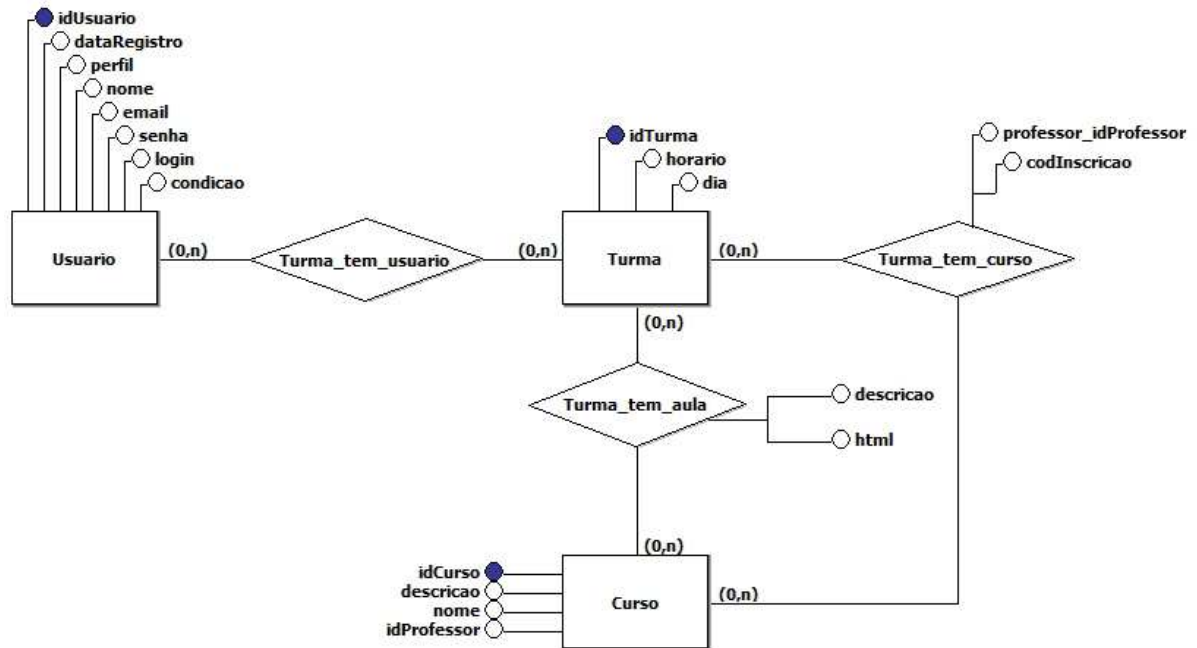 idUsuario
dataRegistro
perfil
nome
email
senha
login
condicao
idTurma
horario
dia
professor_idProfessor
codInscricao
Usuario
(0,n)
Turma_tem_usuario
(0,n)
Turma
(0,n)
Turma_tem_curso
(0,n)
Turma_tem_aula
descricao
html
(0,n)
idCurso
descricao
nome
idProfessor
Curso
(0,n)